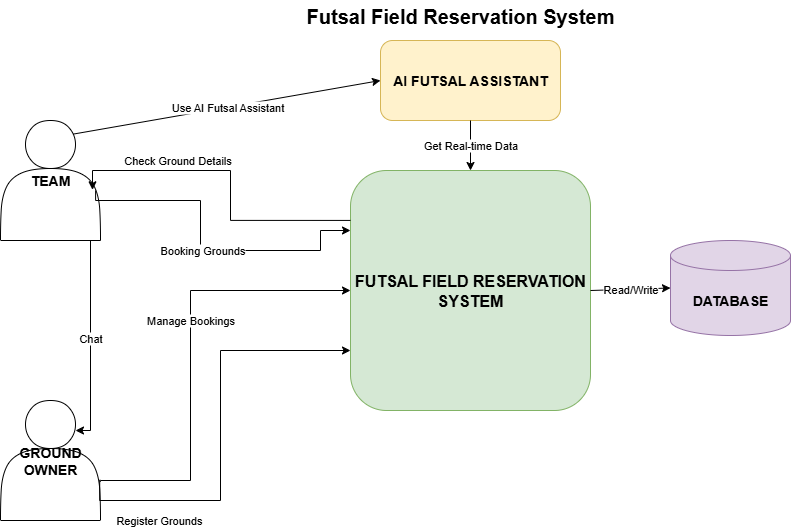 Futsal Field Reservation System
AI FUTSAL ASSISTANT
Use AI Futsal Assistant
Get Real-time Data
Check Ground Details
TEAM
Booking Grounds
FUTSAL FIELD RESERVATION
SYSTEM
Read/Write
DATABASE
Manage Bookings
Chat
GROUND
OWNER
Register Grounds